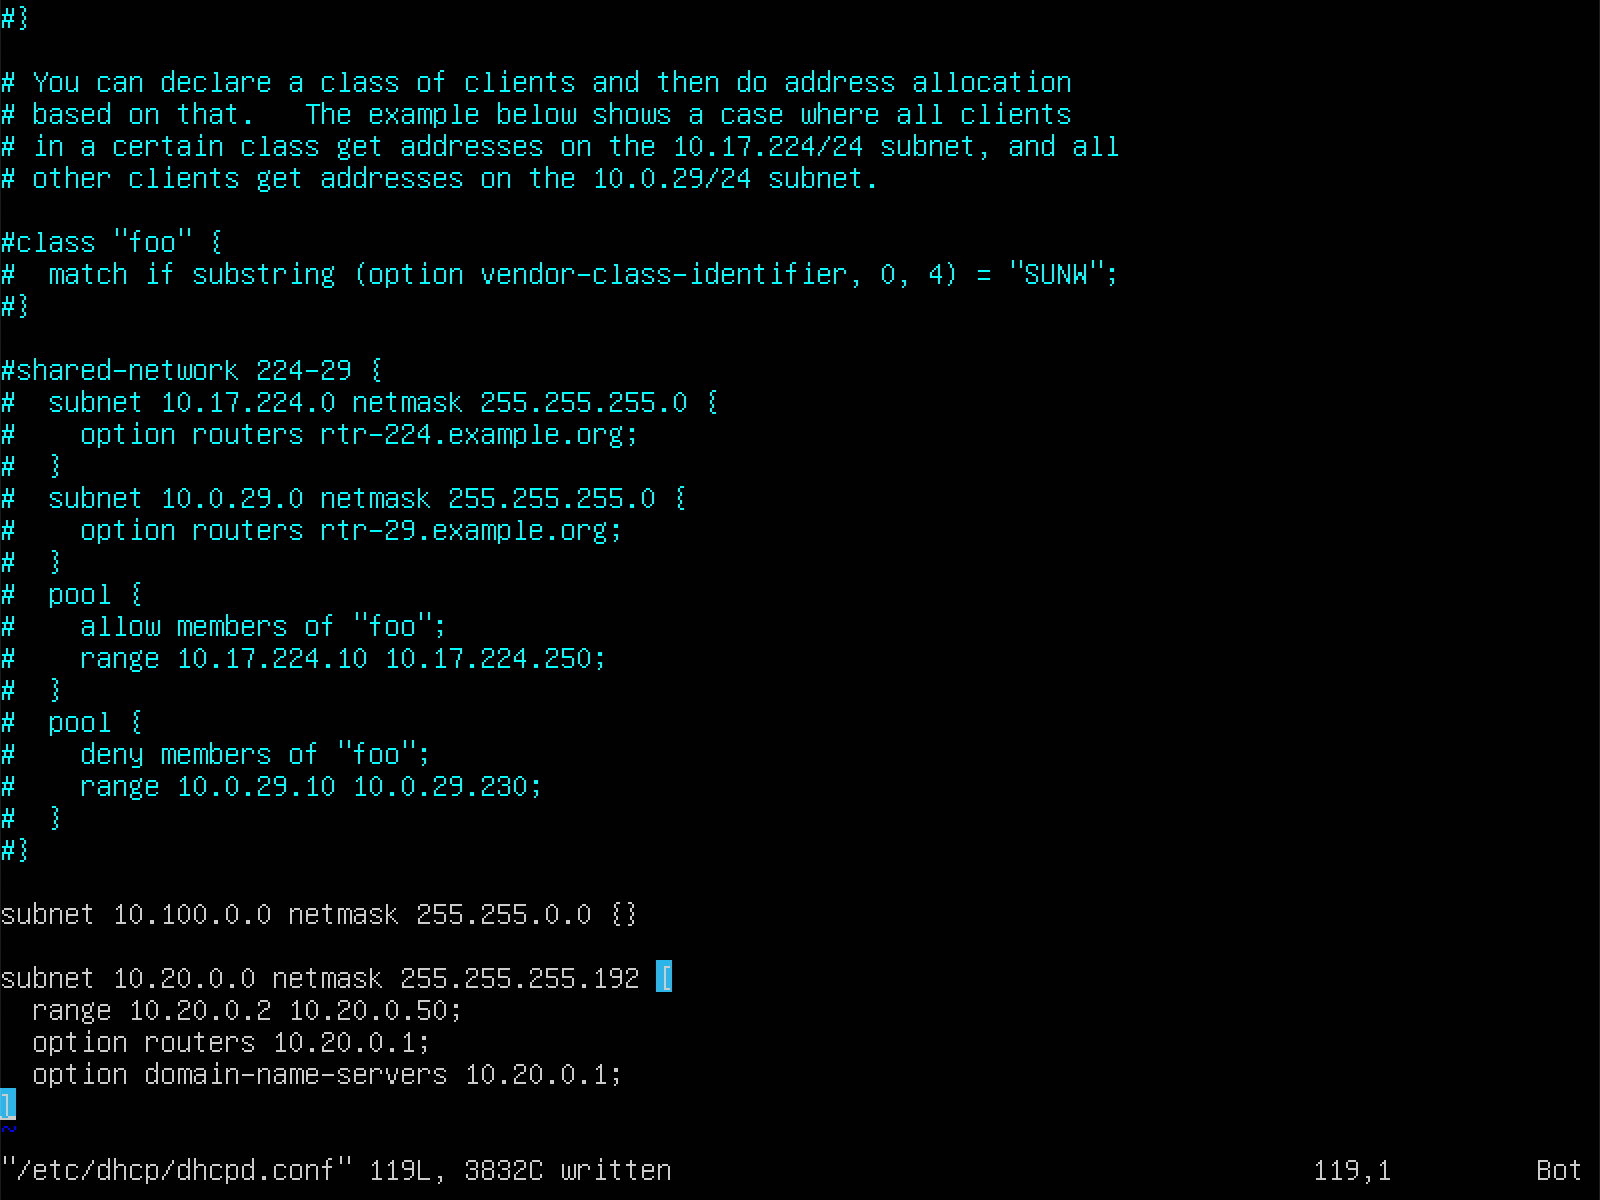 #}
# You can declare a class of clients and then do address allocation
# based on that.   The example below shows a case where all clients
# in a certain class get addresses on the 10.17.224/24 subnet, and all
# other clients get addresses on the 10.0.29/24 subnet.
#class "foo" {
#  match if substring (option vendor-class-identifier, 0, 4) = "SUNW";
#}
#shared-network 224-29 {
#  subnet 10.17.224.0 netmask 255.255.255.0 {
#    option routers rtr-224.example.org;
#  }
#  subnet 10.0.29.0 netmask 255.255.255.0 {
#    option routers rtr-29.example.org;
#  }
#  pool {
#    allow members of "foo";
#    range 10.17.224.10 10.17.224.250;
#  }
#  pool {
#    deny members of "foo";
#    range 10.0.29.10 10.0.29.230;
#  }
#}
subnet 10.100.0.0 netmask 255.255.0.0 {}
subnet 10.20.0.0 netmask 255.255.255.192 [
  range 10.20.0.2 10.20.0.50;
  option routers 10.20.0.1;
  option domain-name-servers 10.20.0.1;
]
~
"/etc/dhcp/dhcpd.conf" 119L, 3832C written 119,1 Bot